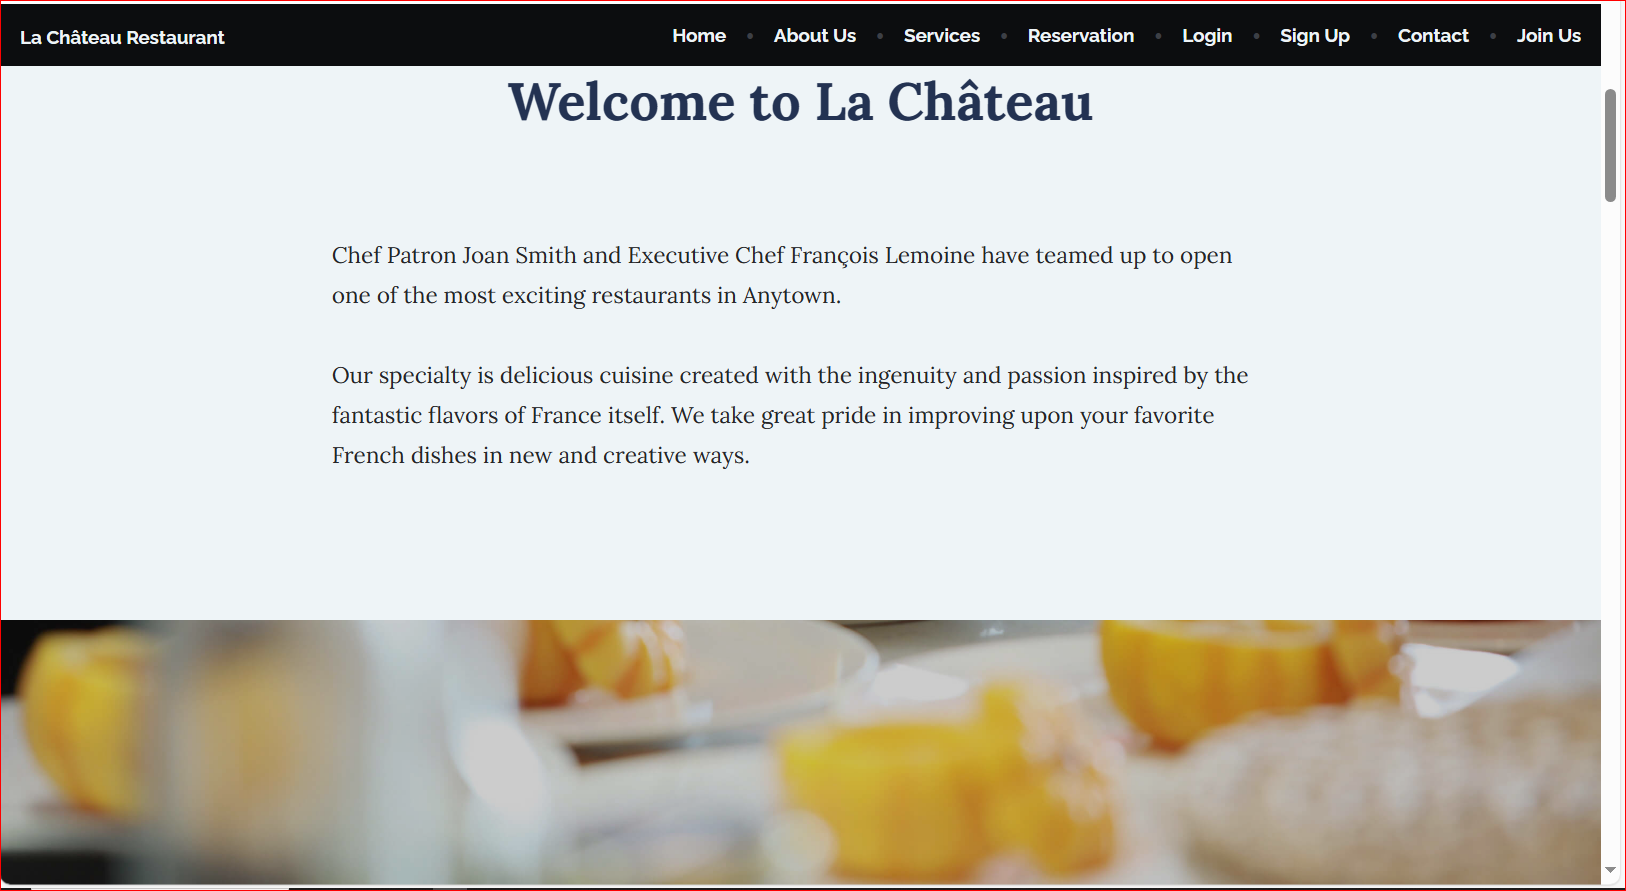 La Château Restaurant
Home • About Us • Services • Reservation • Login • Sign Up • Contact • Join Us
Welcome to La Château
Chef Patron Joan Smith and Executive Chef François Lemoine have teamed up to open
one of the most exciting restaurants in Anytown.
Our specialty is delicious cuisine created with the ingenuity and passion inspired by the
fantastic flavors of France itself. We take great pride in improving upon your favorite
French dishes in new and creative ways.